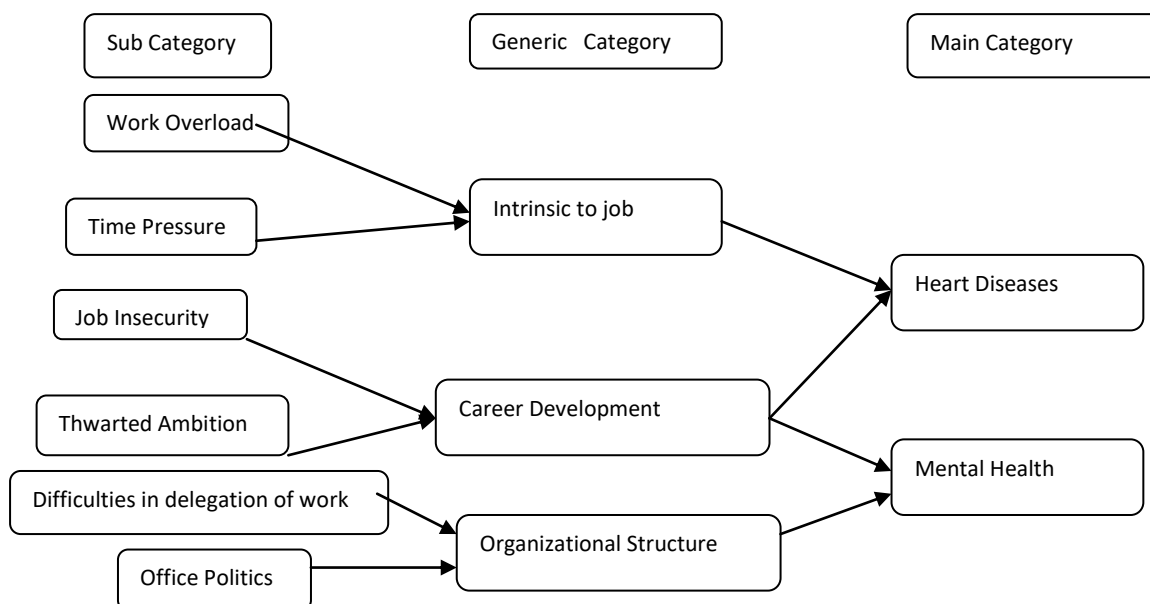 Sub Category
Generic Category
Main Category
Work Overload
Intrinsic to job
Time Pressure
Heart Diseases
Job Insecurity
Career Development
Thwarted Ambition
Mental Health
Difficulties in delegation of work
Organizational Structure
Office Politics